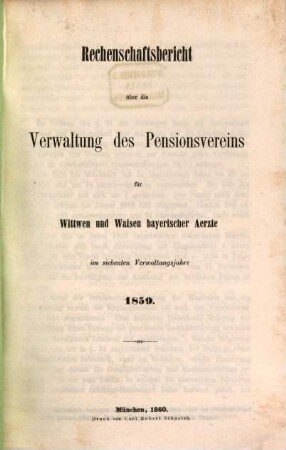 Rechenschaftsbericht
über die
Verwaltung des Pensionsvereins
für
Wittwen und Waisen bayerischer Aerzte
im siebenten Verwaltungsjahre
1859.
München, 1860.
Druck von Carl Robert Schurich.